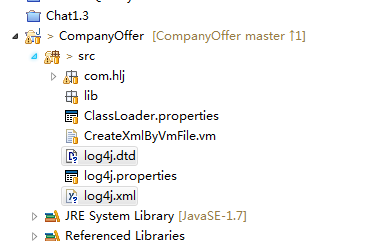 Chat1.3
> CompanyOffer [CompanyOffer master ↑1]
> src
com.hlj
lib
ClassLoader.properties
CreateXmlByVmFile.vm
log4j.dtd
log4j.properties
log4j.xml
JRE System Library [JavaSE-1.7]
Referenced Libraries